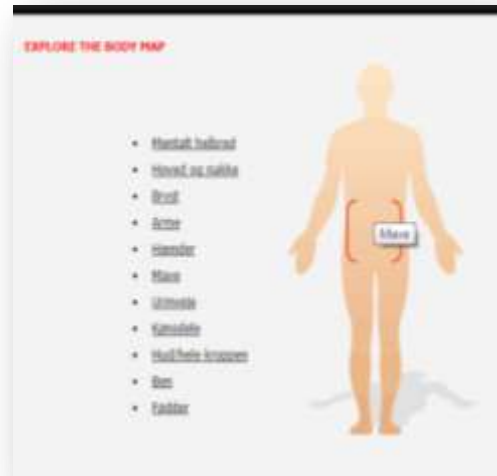 EXPLORE THE BODY MAP
Mentalt helbred
Hoved og nakke
Bryst
Arme
Hænder
Mave
Urinveje
Kønsdele
Hud/hele kroppen
Ben
Fødder
Mave